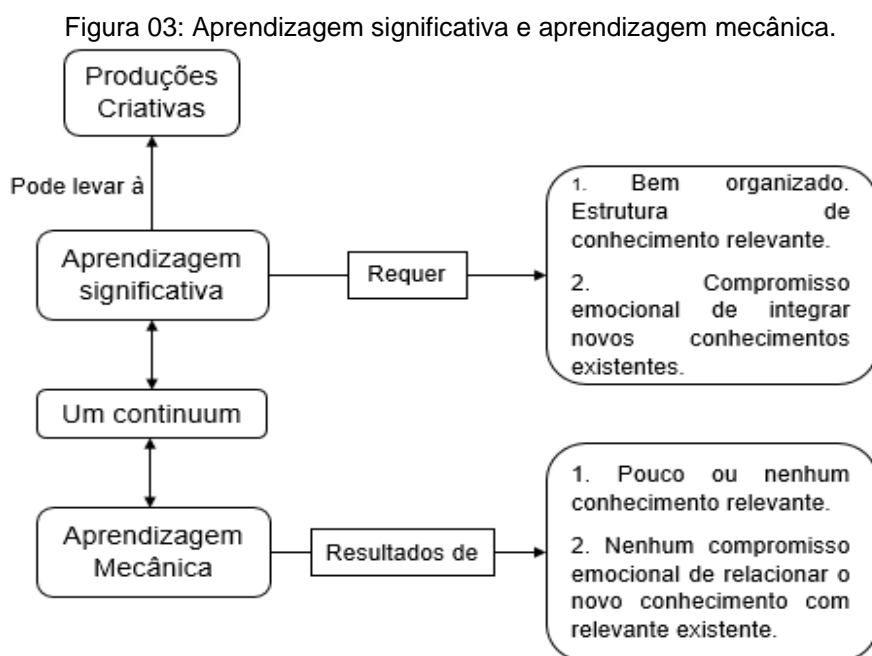 Figura 03: Aprendizagem significativa e aprendizagem mecânica.
Produções
Criativas
Pode levar à
Aprendizagem
significativa
Requer
1. Bem organizado.
Estrutura de
conhecimento relevante.
2. Compromisso
emocional de integrar
novos conhecimentos
existentes.
Um continuum
Aprendizagem
Mecânica
Resultados de
1. Pouco ou nenhum
conhecimento relevante.
2. Nenhum compromisso
emocional de relacionar o
novo conhecimento com
relevante existente.